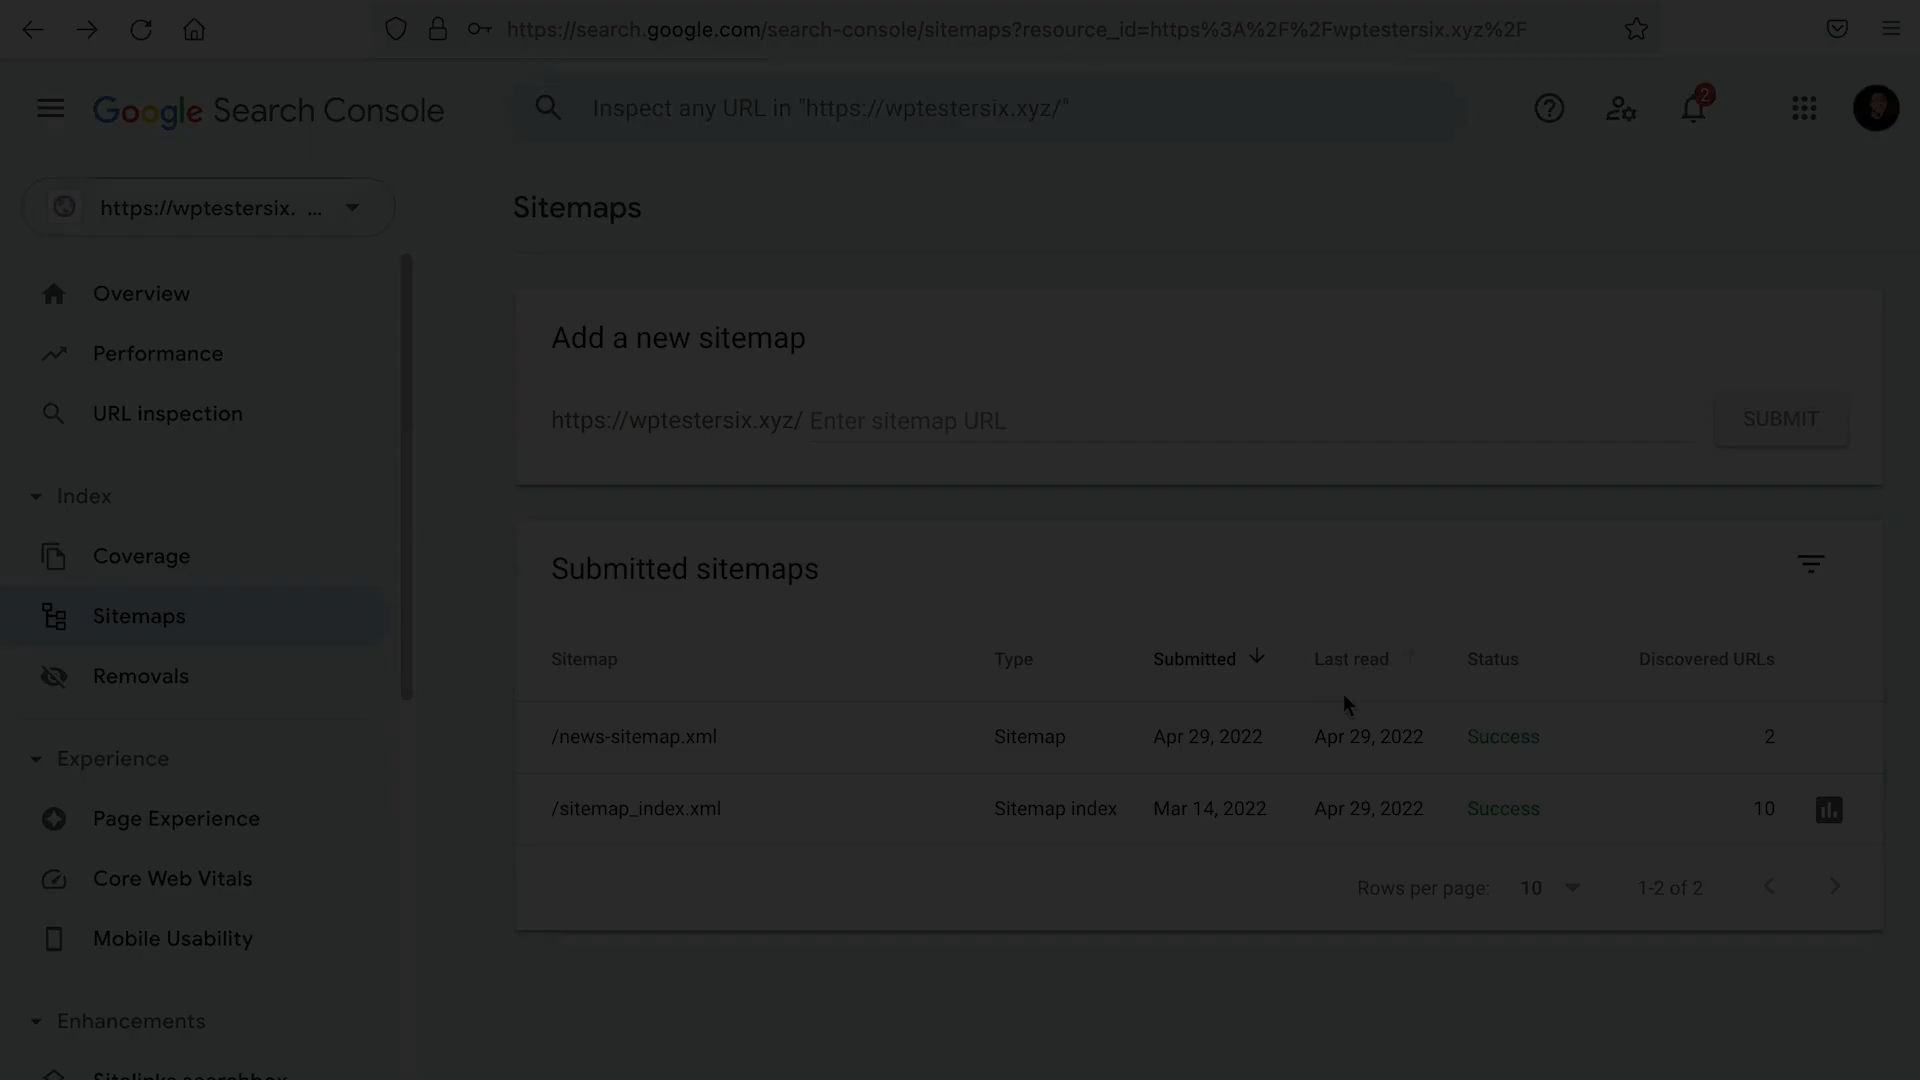 https://search.google.com/search-console/sitemaps?resource_id=https%3A%2F%2Fwptestersix.xyz%2F
Google Search Console
Inspect any URL in "https://wptestersix.xyz/"
2
https://wptestersix. ...
Sitemaps
Overview
Performance
URL inspection
Index
Coverage
Sitemaps
Removals
Experience
Page Experience
Core Web Vitals
Mobile Usability
Enhancements
Sitelinks searchbox
Add a new sitemap
https://wptestersix.xyz/ Enter sitemap URL
SUBMIT
Submitted sitemaps
Sitemap Type Submitted Last read Status Discovered URLs
/news-sitemap.xml Sitemap Apr 29, 2022 Apr 29, 2022 Success 2
/sitemap_index.xml Sitemap index Mar 14, 2022 Apr 29, 2022 Success 10
Rows per page: 10 1-2 of 2